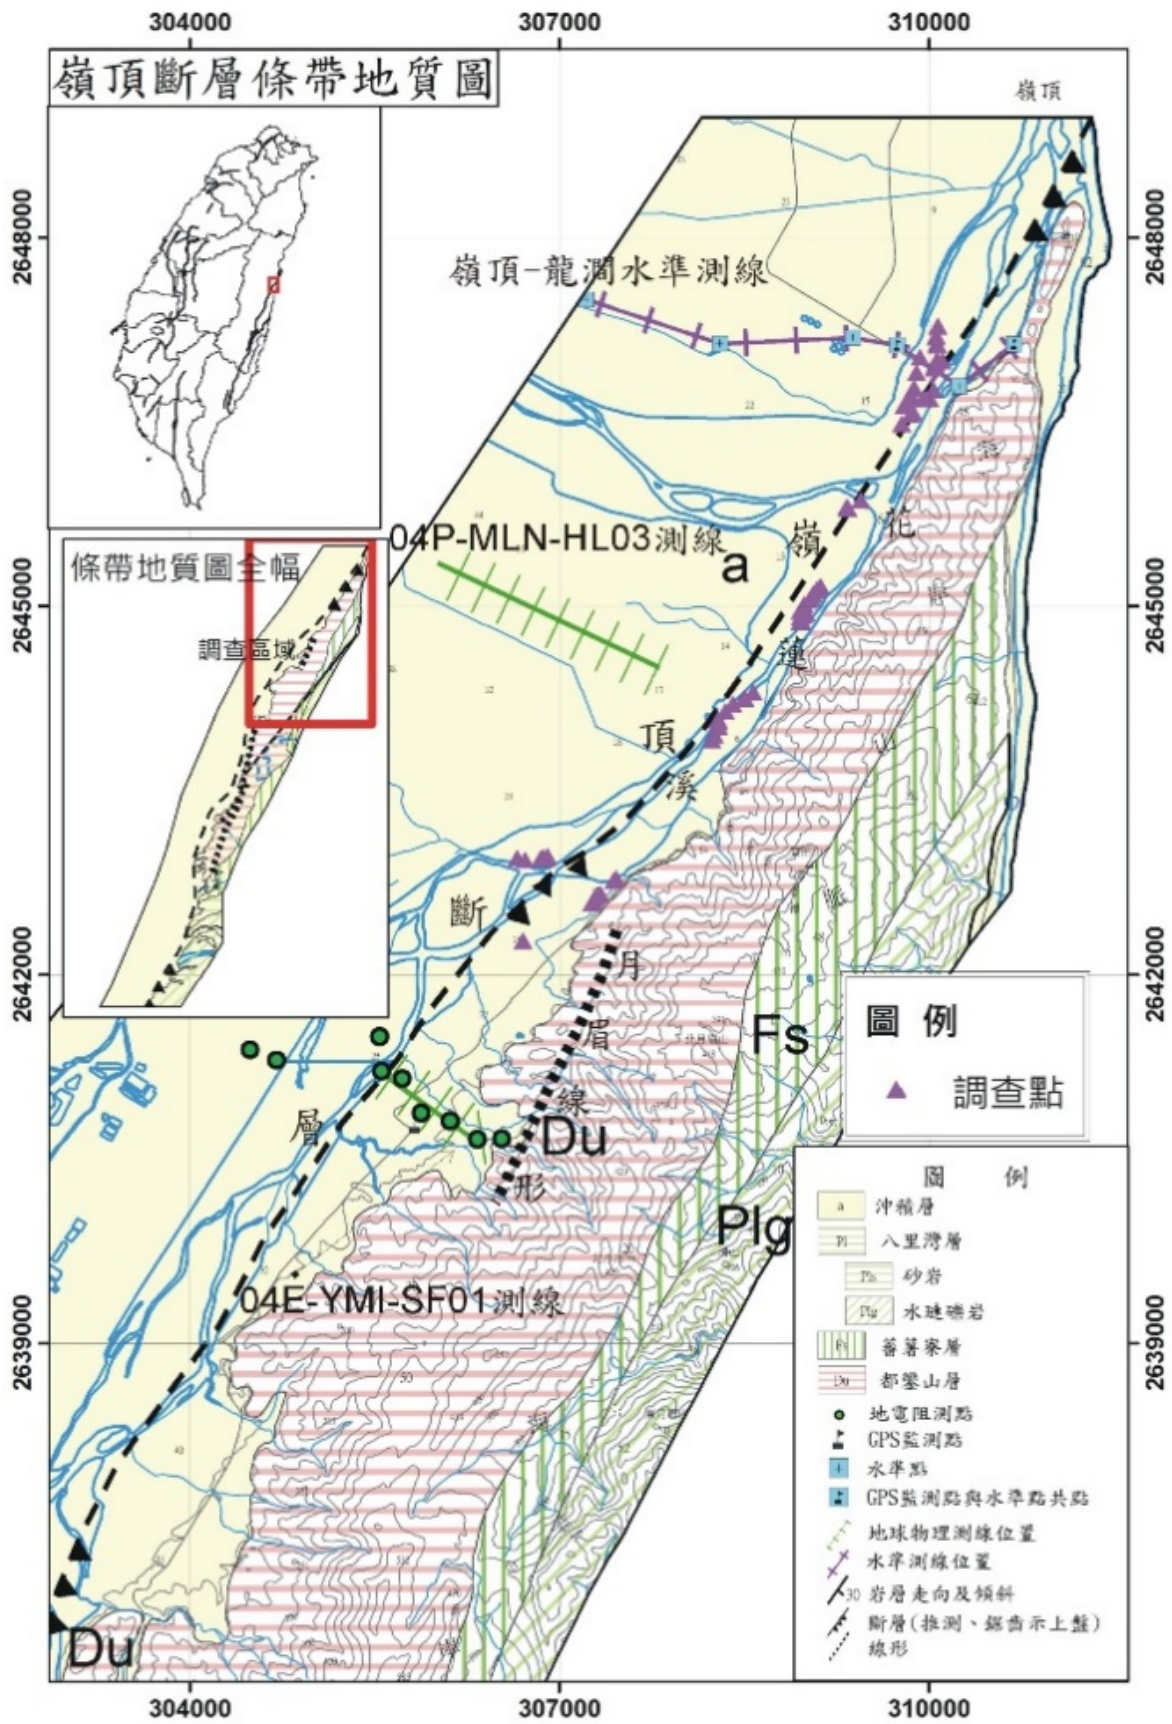 304000
307000
310000
嶺頂斷層條帶地質圖
嶺頂
2648000
2648000
嶺頂-龍澗水準測線
04P-MLN-HL03測線
a
條帶地質圖全幅
調查區域
2645000
2645000
嶺頂斷層
花蓮溪
2642000
2642000
月眉線形
Fs
Du
Plg
04E-YMI-SF01測線
2639000
2639000
Du
圖例
調查點
圖 例
a 沖積層
Pl 八里灣層
Pls 砂岩
Plg 水璉礫岩
Fs 蕃薯寮層
Du 都鑾山層
地電阻測點
GPS監測點
水準點
GPS監測點與水準點共點
地球物理測線位置
水準測線位置
30 岩層走向及傾斜
斷層(推測、鋸齒示上盤)
線形
304000
307000
310000